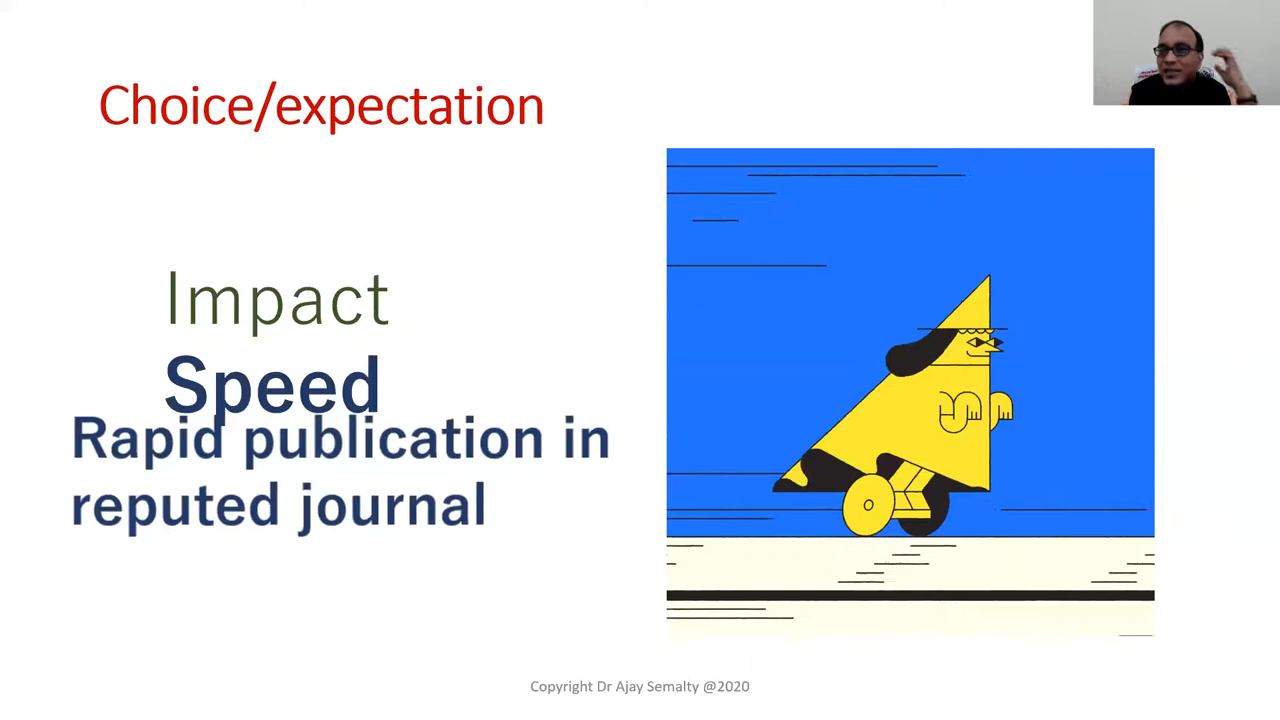 Choice/expectation
Impact
Speed
Rapid publication in
reputed journal
Copyright Dr Ajay Semalty @2020